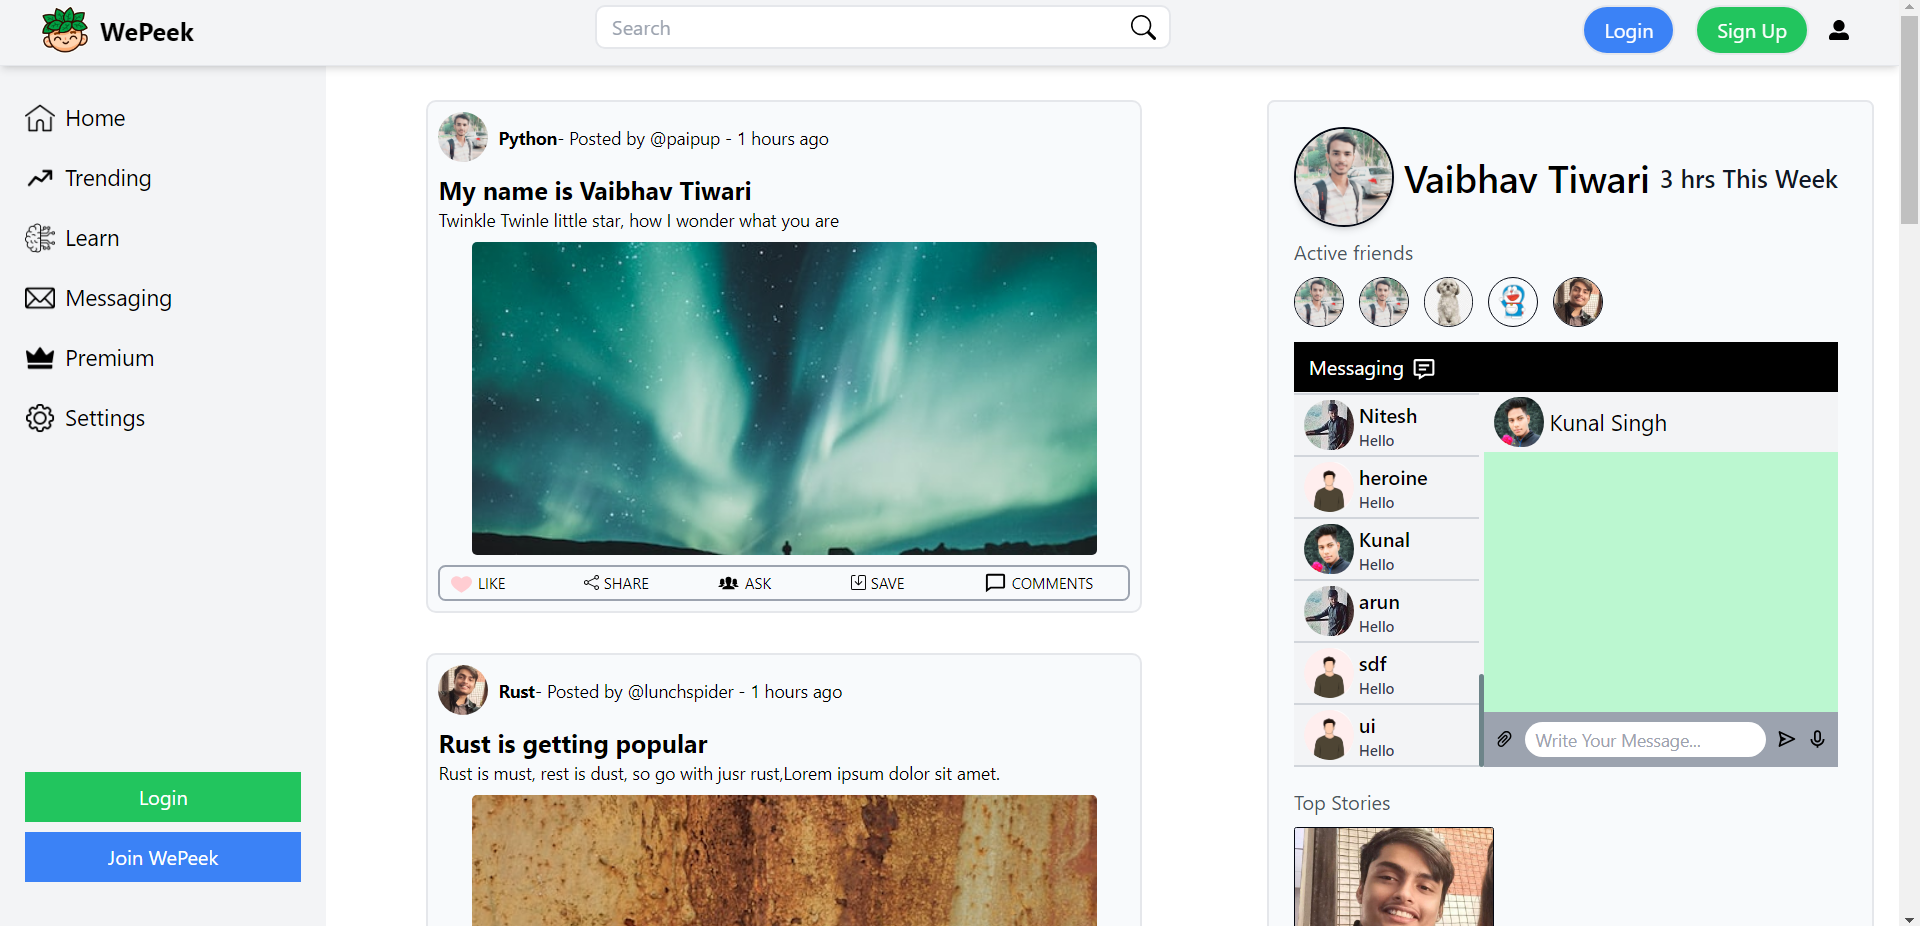 WePeek
Search
Login
Sign Up
Home
Trending
Learn
Messaging
Premium
Settings
Login
Join WePeek
Python- Posted by @paipup - 1 hours ago
My name is Vaibhav Tiwari
Twinkle Twinle little star, how I wonder what you are
LIKE
SHARE
ASK
SAVE
COMMENTS
Rust- Posted by @lunchspider - 1 hours ago
Rust is getting popular
Rust is must, rest is dust, so go with jusr rust,Lorem ipsum dolor sit amet.
Vaibhav Tiwari 3 hrs This Week
Active friends
Messaging
Nitesh
Hello
heroine
Hello
Kunal
Hello
arun
Hello
sdf
Hello
ui
Hello
Kunal Singh
Write Your Message...
Top Stories